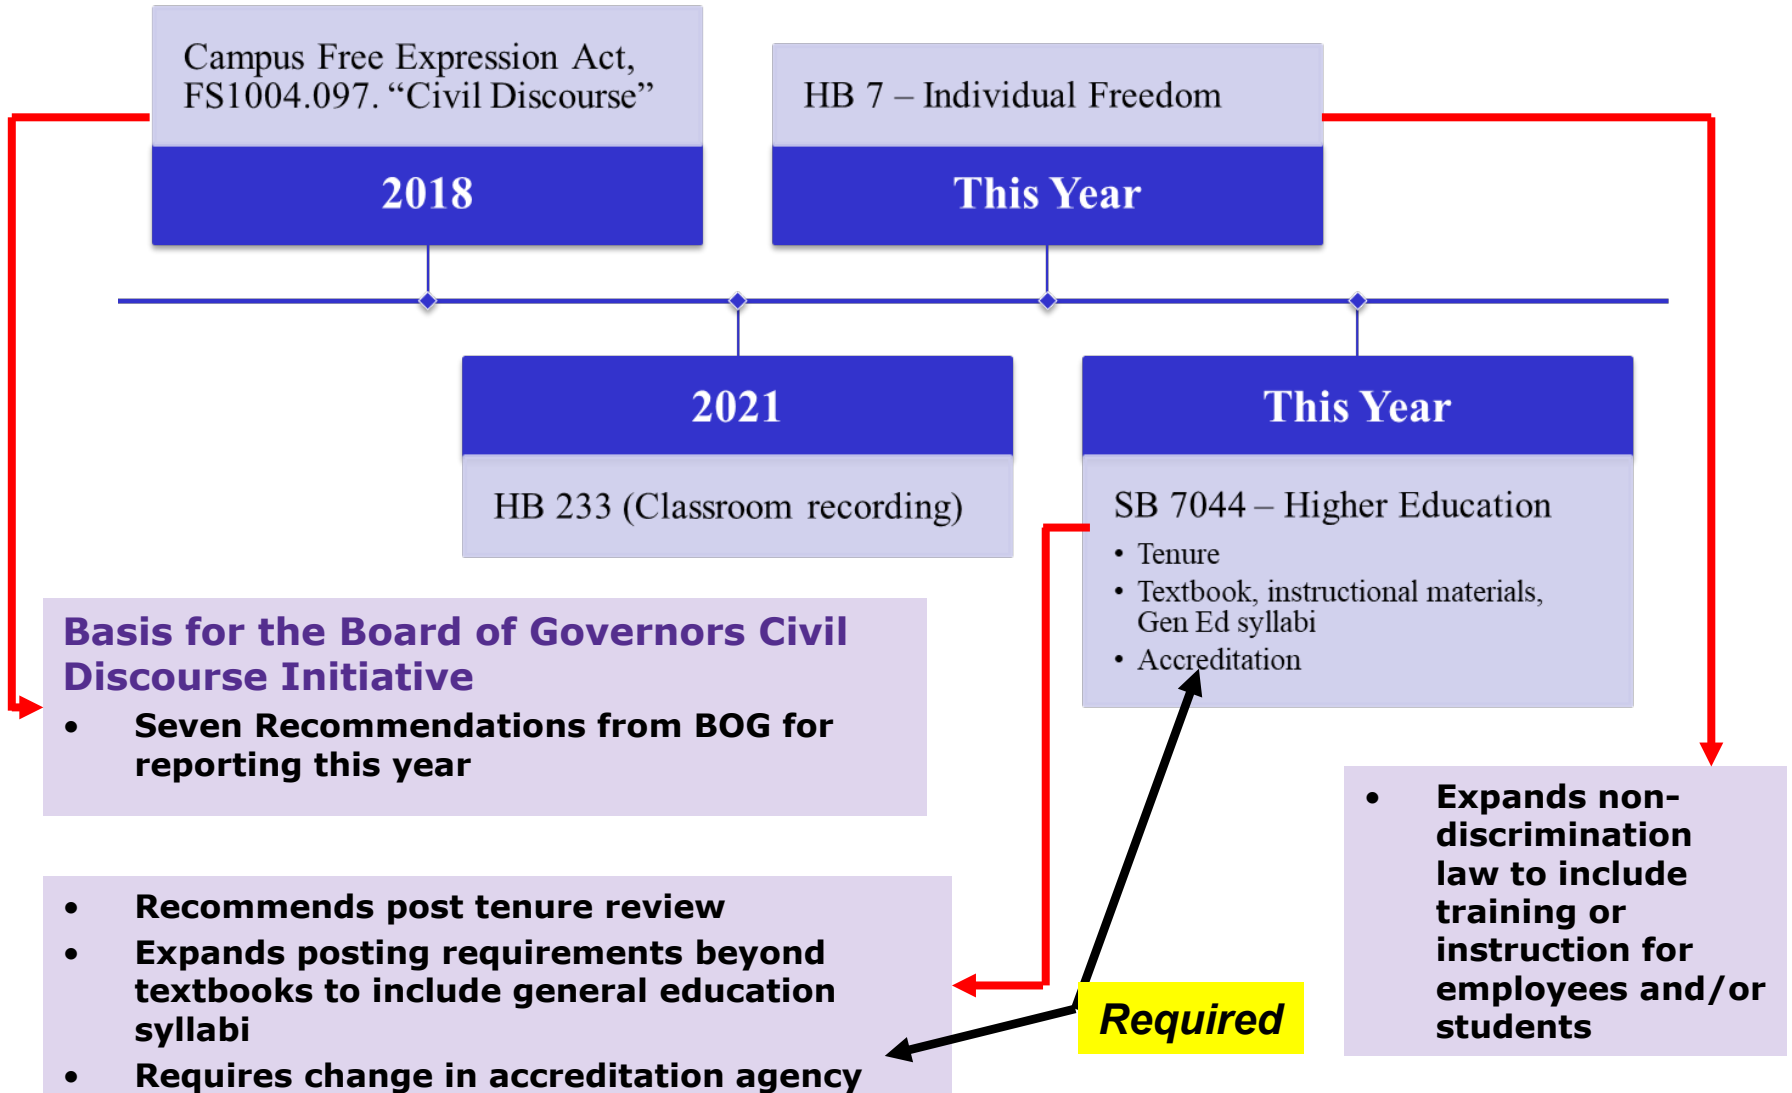 Campus Free Expression Act,
FS1004.097. “Civil Discourse”
2018
HB 7 – Individual Freedom
This Year
2021
HB 233 (Classroom recording)
This Year
SB 7044 – Higher Education
• Tenure
• Textbook, instructional materials,
Gen Ed syllabi
• Accreditation
Basis for the Board of Governors Civil
Discourse Initiative
• Seven Recommendations from BOG for
reporting this year
• Recommends post tenure review
• Expands posting requirements beyond
textbooks to include general education
syllabi
• Requires change in accreditation agency
Required
• Expands non-
discrimination
law to include
training or
instruction for
employees and/or
students